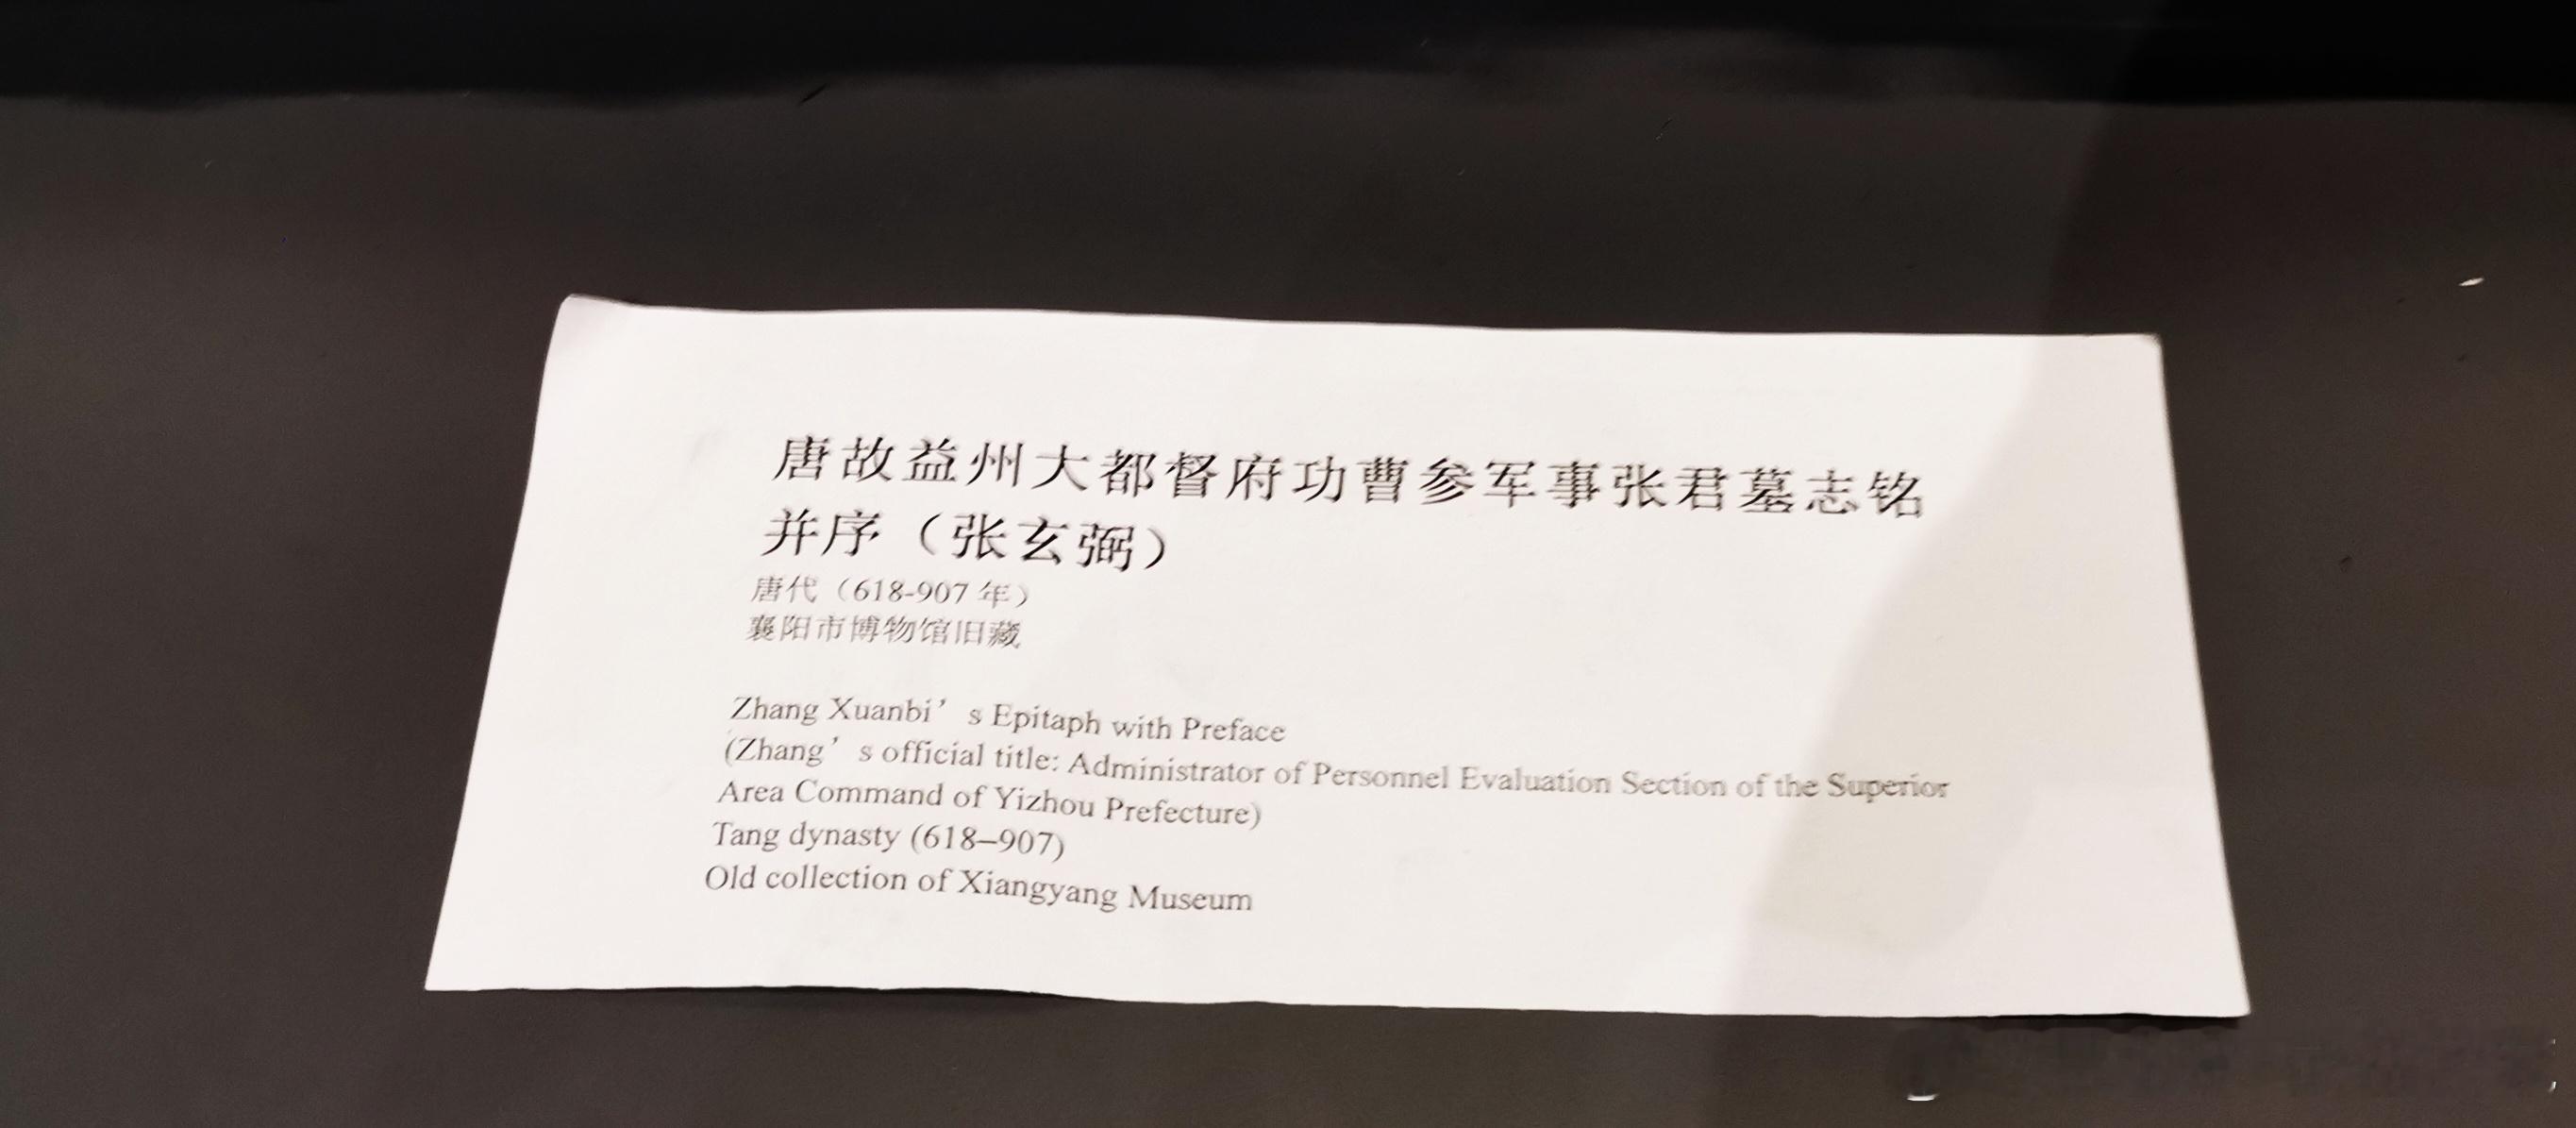 唐故益州大都督府功曹参军事张君墓志铭
并序（张玄弼）
唐代（618-907 年）
襄阳市博物馆旧藏
Zhang Xuanbi’ s Epitaph with Preface
(Zhang’ s official title: Administrator of Personnel Evaluation Section of the Superior
Area Command of Yizhou Prefecture)
Tang dynasty (618–907)
Old collection of Xiangyang Museum